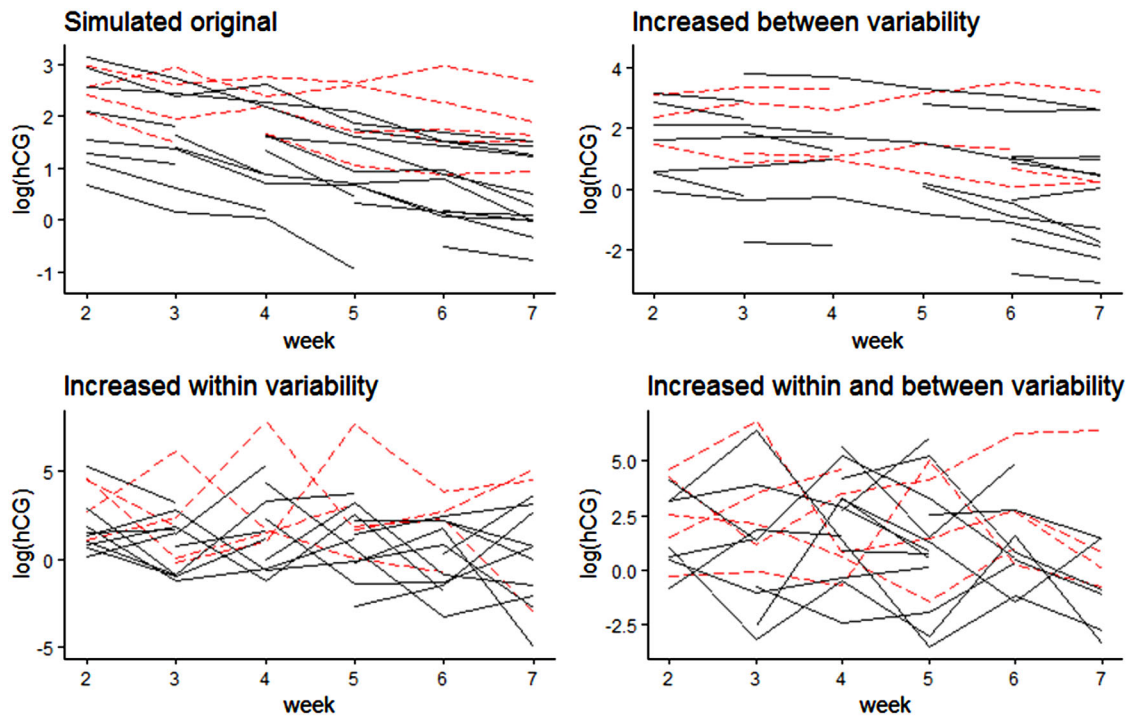 Simulated original
Increased between variability
log(hCG)
3
2
1
0
-1
2 3 4 5 6 7
week
log(hCG)
4
2
0
-2
2 3 4 5 6 7
week
Increased within variability
Increased within and between variability
log(hCG)
5
0
-5
2 3 4 5 6 7
week
log(hCG)
5.0
2.5
0.0
-2.5
2 3 4 5 6 7
week